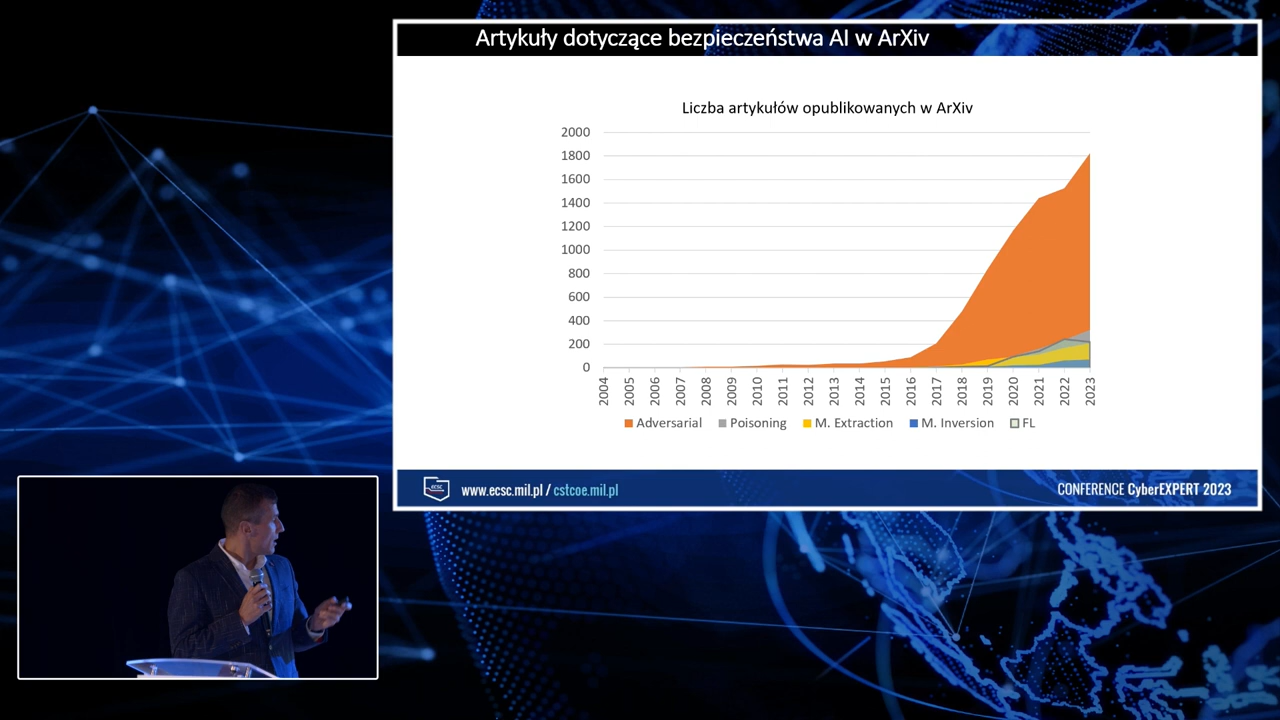 Artykuły dotyczące bezpieczeństwa AI w ArXiv
Liczba artykułów opublikowanych w ArXiv
2000
1800
1600
1400
1200
1000
800
600
400
200
0
2004 2005 2006 2007 2008 2009 2010 2011 2012 2013 2014 2015 2016 2017 2018 2019 2020 2021 2022 2023
Adversarial Poisoning M. Extraction M. Inversion FL
ecsc www.ecsc.mil.pl / cstcoe.mil.pl CONFERENCE CyberEXPERT 2023